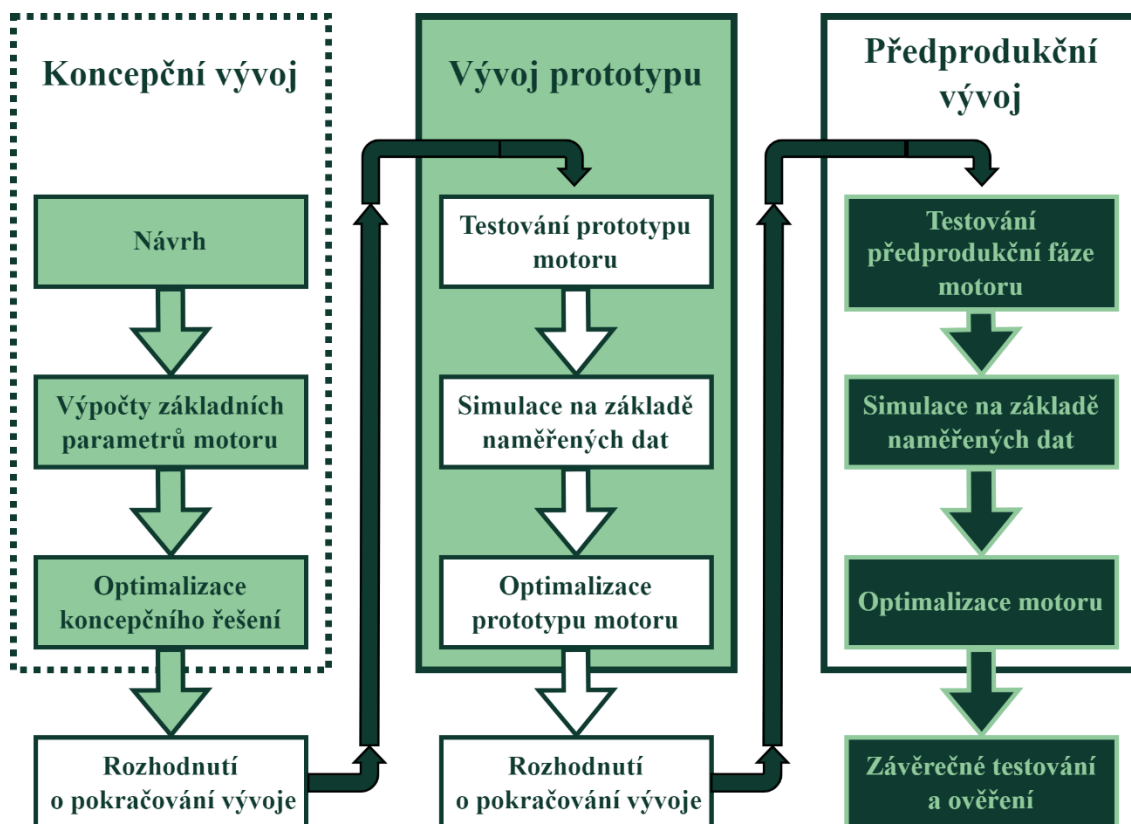 Koncepční vývoj
Návrh
Výpočty základních
parametrů motoru
Optimalizace
koncepčního řešení
Rozhodnutí
o pokračování vývoje
Vývoj prototypu
Testování prototypu
motoru
Simulace na základě
naměřených dat
Optimalizace
prototypu motoru
Rozhodnutí
o pokračování vývoje
Předprodukční
vývoj
Testování
předprodukční fáze
motoru
Simulace na základě
naměřených dat
Optimalizace motoru
Závěrečné testování
a ověření